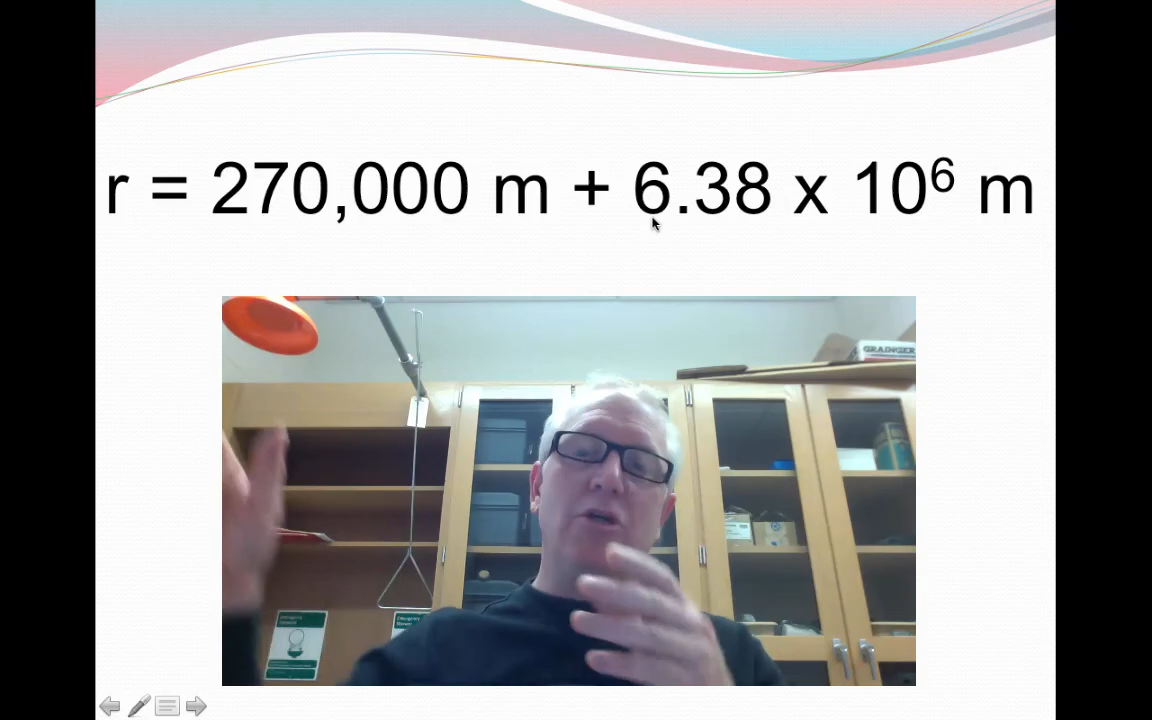 r = 270,000 m + 6.38 x 10⁶ m
GRAINGER